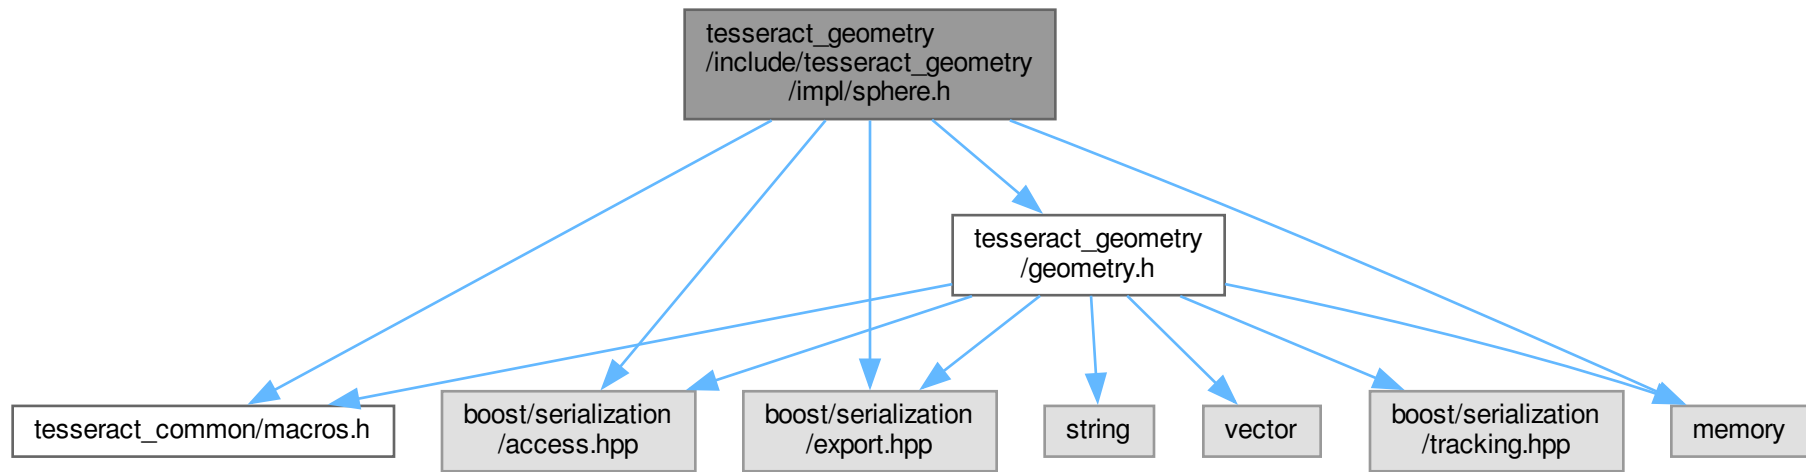 tesseract_geometry
/include/tesseract_geometry
/impl/sphere.h
tesseract_geometry
/geometry.h
tesseract_common/macros.h
boost/serialization
/access.hpp
boost/serialization
/export.hpp
string
vector
boost/serialization
/tracking.hpp
memory